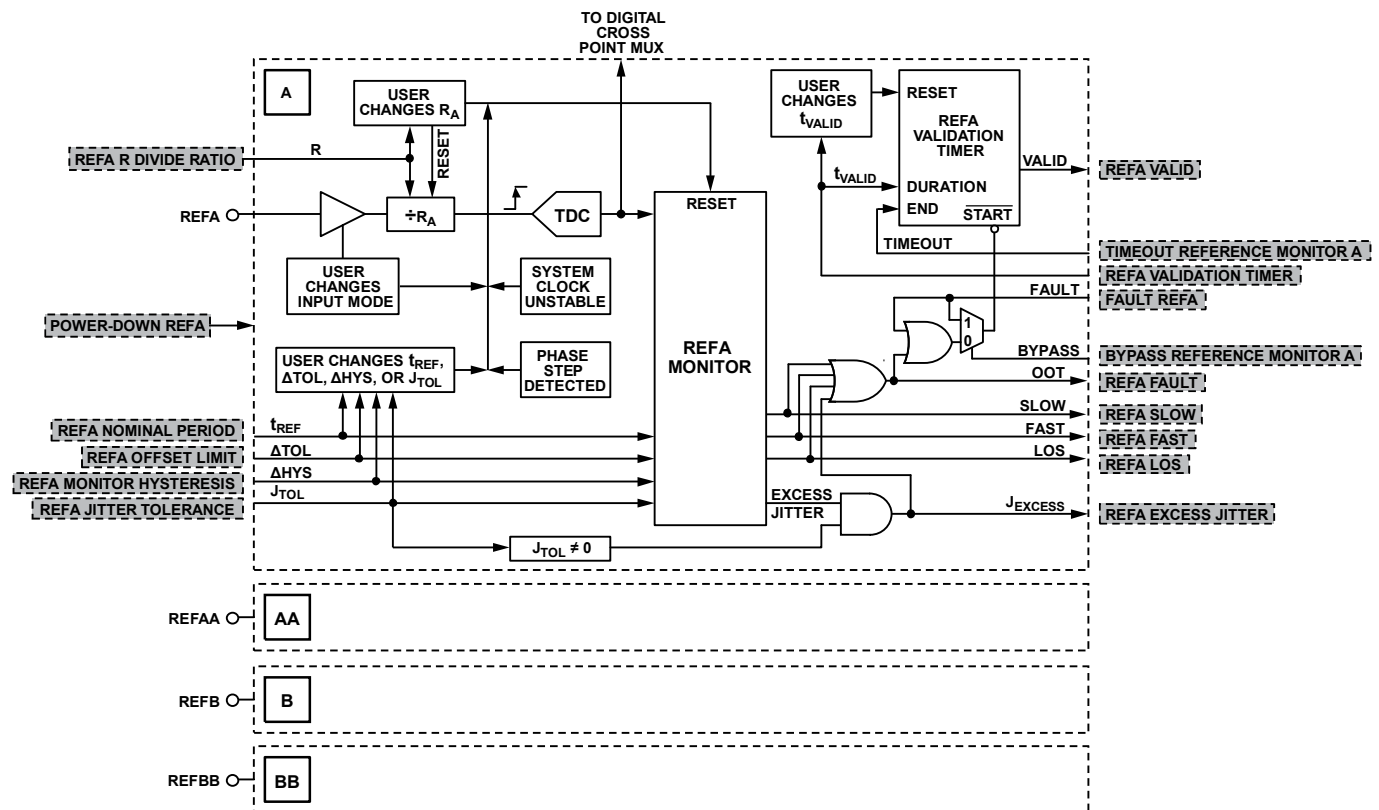 TO DIGITAL
CROSS
POINT MUX
A
USER
CHANGES RA
RESET
R
REFA R DIVIDE RATIO
REFA
÷RA
TDC
USER
CHANGES
INPUT MODE
SYSTEM
CLOCK
UNSTABLE
POWER-DOWN REFA
USER CHANGES tREF,
ΔTOL, ΔHYS, OR JTOL
PHASE
STEP
DETECTED
RESET
REFA
MONITOR
REFA NOMINAL PERIOD
tREF
REFA OFFSET LIMIT
ΔTOL
REFA MONITOR HYSTERESIS
ΔHYS
REFA JITTER TOLERANCE
JTOL
JTOL ≠ 0
EXCESS
JITTER
USER
CHANGES
tVALID
RESET
REFA
VALIDATION
TIMER
tVALID
DURATION
END
START
VALID
REFA VALID
TIMEOUT
TIMEOUT REFERENCE MONITOR A
REFA VALIDATION TIMER
FAULT
FAULT REFA
1
0
BYPASS
BYPASS REFERENCE MONITOR A
OOT
REFA FAULT
SLOW
REFA SLOW
FAST
REFA FAST
LOS
REFA LOS
JEXCESS
REFA EXCESS JITTER
REFAA
AA
REFB
B
REFBB
BB